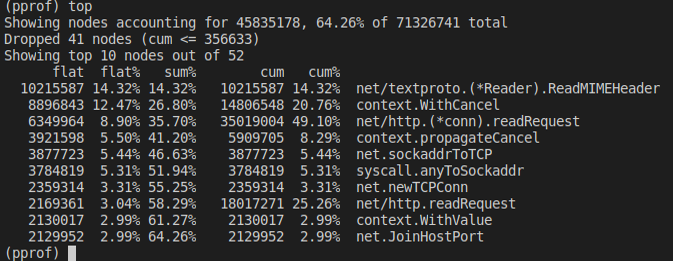 (pprof) top
Showing nodes accounting for 45835178, 64.26% of 71326741 total
Dropped 41 nodes (cum <= 356633)
Showing top 10 nodes out of 52
flat flat% sum% cum cum%
10215587 14.32% 14.32% 10215587 14.32% net/textproto.(*Reader).ReadMIMEHeader
8896843 12.47% 26.80% 14806548 20.76% context.WithCancel
6349964 8.90% 35.70% 35019004 49.10% net/http.(*conn).readRequest
3921598 5.50% 41.20% 5909705 8.29% context.propagateCancel
3877723 5.44% 46.63% 3877723 5.44% net.sockaddrToTCP
3784819 5.31% 51.94% 3784819 5.31% syscall.anyToSockaddr
2359314 3.31% 55.25% 2359314 3.31% net.newTCPConn
2169361 3.04% 58.29% 18017271 25.26% net/http.readRequest
2130017 2.99% 61.27% 2130017 2.99% context.WithValue
2129952 2.99% 64.26% 2129952 2.99% net.JoinHostPort
(pprof)